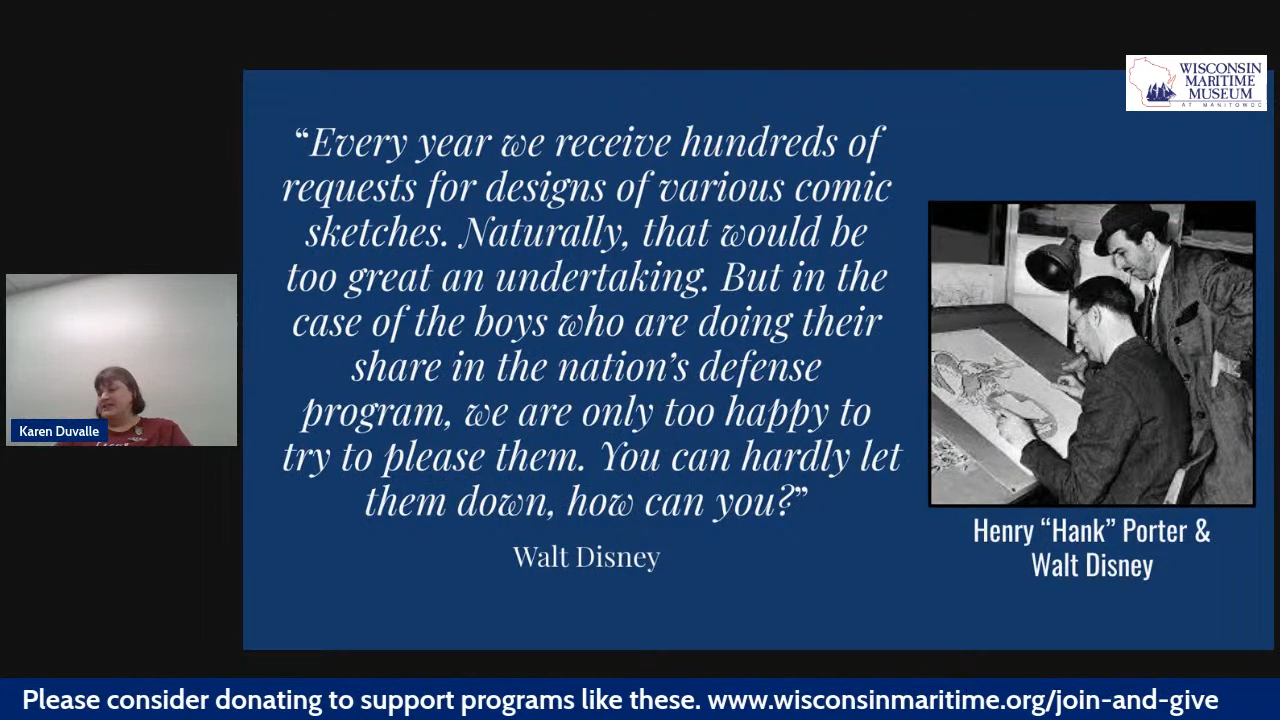 WISCONSIN
MARITIME
MUSEUM
AT MANITOWOC
“Every year we receive hundreds of
requests for designs of various comic
sketches. Naturally, that would be
too great an undertaking. But in the
case of the boys who are doing their
share in the nation’s defense
program, we are only too happy to
try to please them. You can hardly let
them down, how can you?”
Walt Disney
Henry “Hank” Porter &
Walt Disney
Karen Duvalle
Please consider donating to support programs like these. www.wisconsinmaritime.org/join-and-give